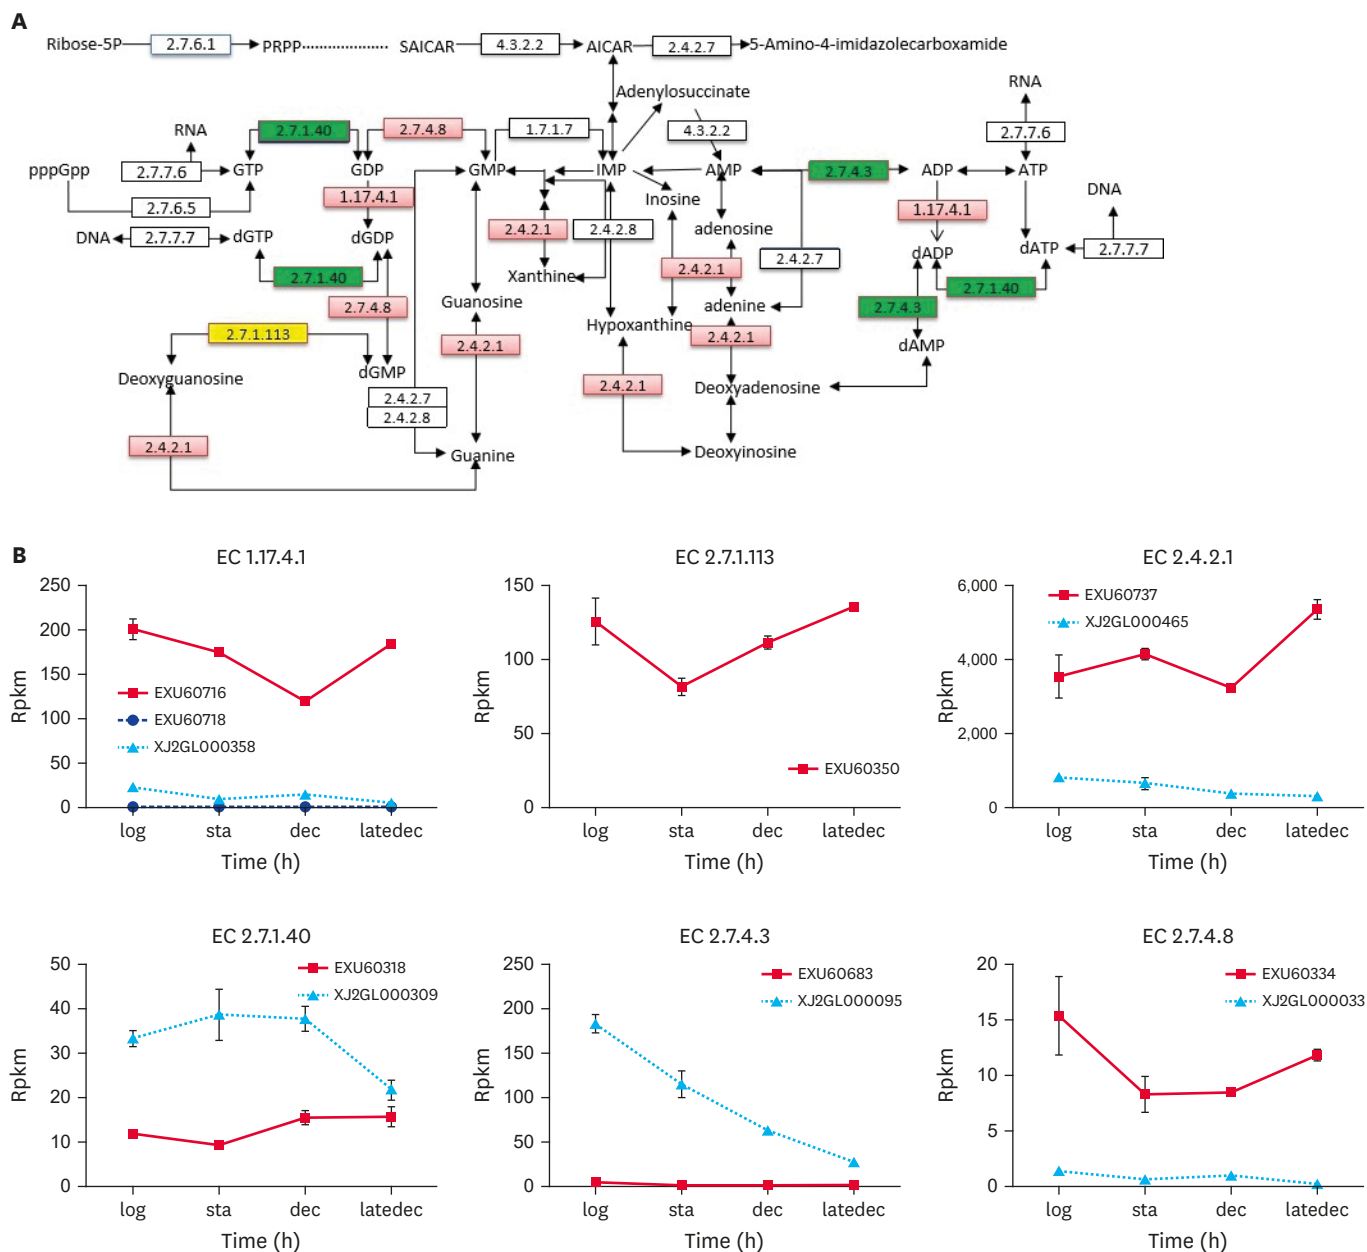 A
Ribose-5P 2.7.6.1 PRPP SAICAR 4.3.2.2 AICAR 2.4.2.7 5-Amino-4-imidazolecarboxamide
Adenylosuccinate RNA
RNA 2.7.1.40 2.7.4.8 1.7.1.7 4.3.2.2 2.7.7.6
pppGpp 2.7.7.6 GTP GDP GMP IMP AMP 2.7.4.3 ADP ATP
1.17.4.1 Inosine DNA
2.7.6.5 1.17.4.1
DNA 2.7.7.7 dGTP dGDP 2.4.2.1 2.4.2.8 adenosine dADP dATP 2.7.7.7
2.7.1.40 Xanthine 2.4.2.1 2.4.2.7 2.7.1.40
2.7.4.8 Guanosine adenine 2.7.4.3
2.7.1.113 2.4.2.1 Hypoxanthine 2.4.2.1 dAMP
Deoxyguanosine dGMP 2.4.2.1 Deoxyadenosine
2.4.2.7
2.4.2.8
2.4.2.1 Guanine Deoxyinosine
B
EC 1.17.4.1
250
200
150
100
50
0
Rpkm
EXU60716
EXU60718
XJ2GL000358
log sta dec latedec
Time (h)
EC 2.7.1.113
150
100
50
0
Rpkm
EXU60350
log sta dec latedec
Time (h)
EC 2.4.2.1
6,000
4,000
2,000
0
Rpkm
EXU60737
XJ2GL000465
log sta dec latedec
Time (h)
EC 2.7.1.40
50
40
30
20
10
0
Rpkm
EXU60318
XJ2GL000309
log sta dec latedec
Time (h)
EC 2.7.4.3
250
200
150
100
50
0
Rpkm
EXU60683
XJ2GL000095
log sta dec latedec
Time (h)
EC 2.7.4.8
20
15
10
5
0
Rpkm
EXU60334
XJ2GL000033
log sta dec latedec
Time (h)